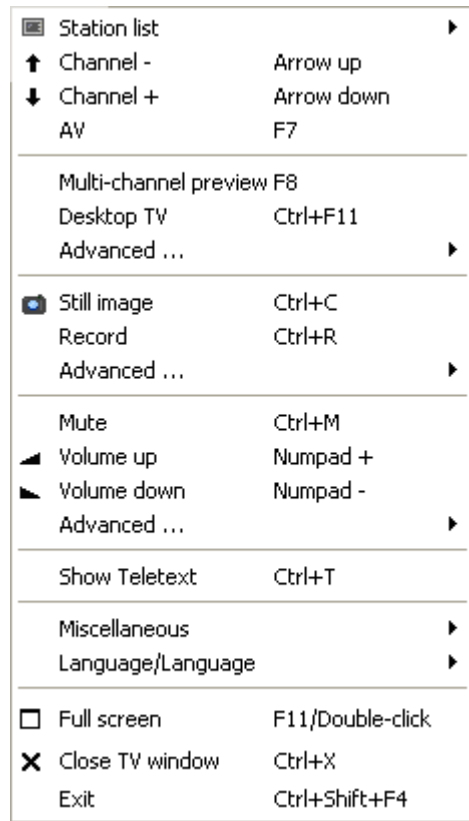 Station list
Channel - Arrow up
Channel + Arrow down
AV F7
Multi-channel preview F8
Desktop TV Ctrl+F11
Advanced ...
Still image Ctrl+C
Record Ctrl+R
Advanced ...
Mute Ctrl+M
Volume up Numpad +
Volume down Numpad -
Advanced ...
Show Teletext Ctrl+T
Miscellaneous
Language/Language
Full screen F11/Double-click
Close TV window Ctrl+X
Exit Ctrl+Shift+F4